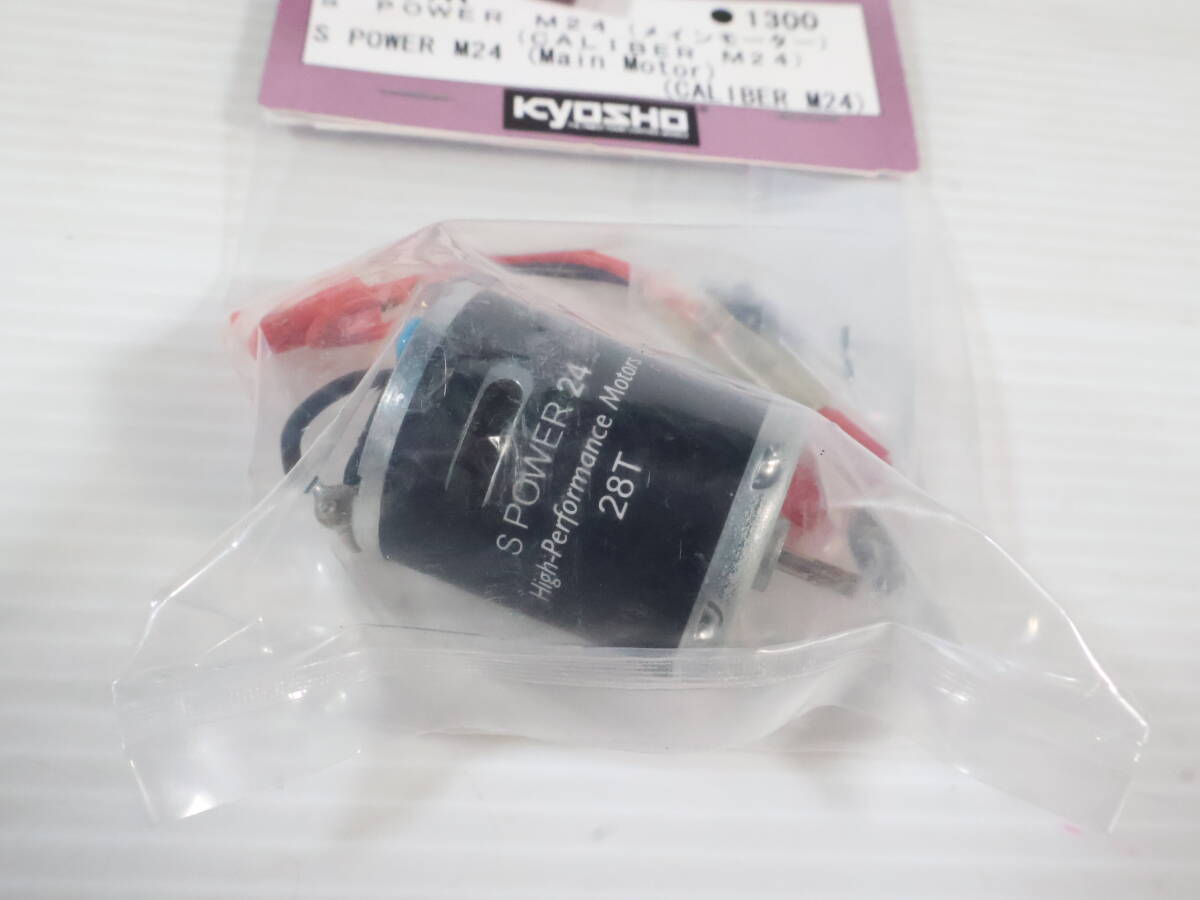 ●1300
S POWER M24 (メインモーター)
(CALIBER M24)
S POWER M24 (Main Motor)
(CALIBER M24)
KYOSHO
S POWER 24
High-Performance Motors
28T